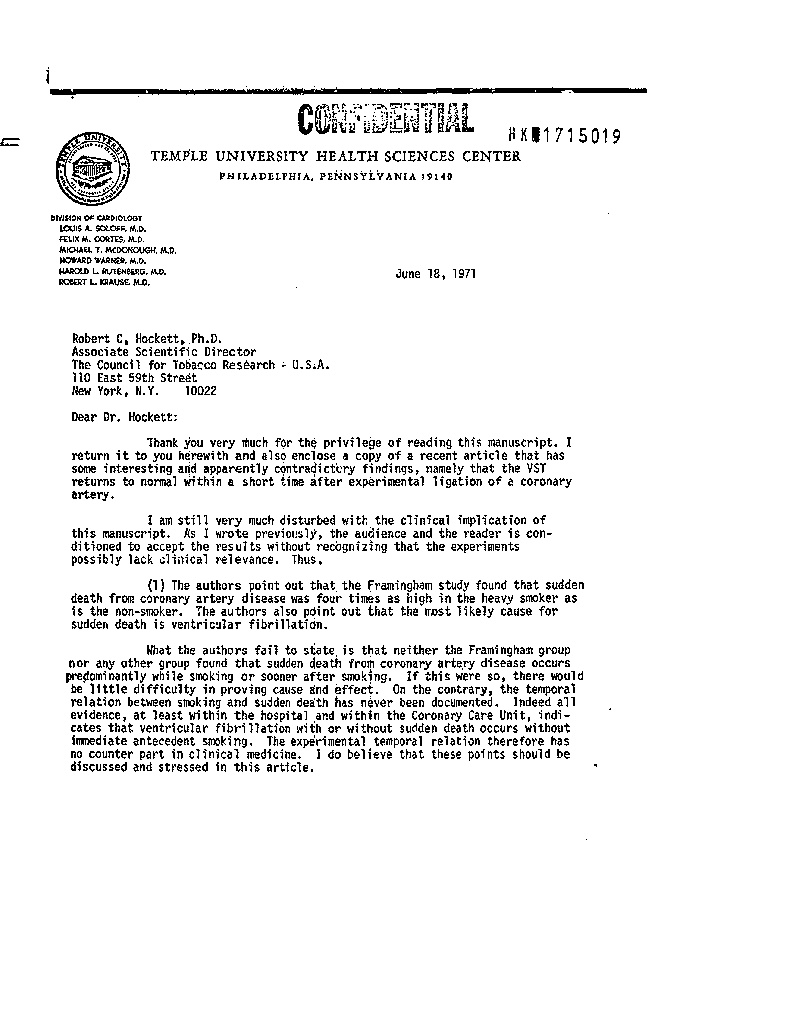 CONFIDENTIAL
1715019
TEMPLE UNIVERSITY HEALTH SCIENCES CENTER
PHILADELPHIA, PENNSYLVANIA 19140
DIVISION OF CARDIOLOGY
LOUIS A. SOLOFF, M.D.
FELIX M. CORTES, M.D.
MICHAEL T. MCDONOUGH, M.D.
HOWARD WARNER, M.D.
HAROLD L. RUTENBERG, M.D.
ROBERT L. KRAUSE, M.D.
June 18, 1971
Robert C, Hockett, Ph.D.
Associate Scientific Director
The Council for Tobacco Research - U.S.A.
110 East 59th Street
New York, N.Y. 10022
Dear Dr. Hockett:
Thank you very much for the privilege of reading this manuscript. I
return it to you herewith and also enclose a copy of a recent article that has
some interesting and apparently contradictory findings, namely that the VST
returns to normal within a short time after experimental ligation of a coronary
artery.
I am still very much disturbed with the clinical implication of
this manuscript. As I wrote previously, the audience and the reader is con-
ditioned to accept the results without recognizing that the experiments
possibly lack clinical relevance. Thus,
(1) The authors point out that the Framingham study found that sudden
death from coronary artery disease was four times as high in the heavy smoker as
is the non-smoker. The authors also point out that the most likely cause for
sudden death is ventricular fibrillation.
What the authors fail to state is that neither the Framingham group
nor any other group found that sudden death from coronary artery disease occurs
predominantly while smoking or sooner after smoking. If this were so, there would
be little difficulty in proving cause and effect. On the contrary, the temporal
relation between smoking and sudden death has never been documented. Indeed all
evidence, at least within the hospital and within the Coronary Care Unit, indi-
cates that ventricular fibrillation with or without sudden death occurs without
immediate antecedent smoking. The experimental temporal relation therefore has
no counter part in clinical medicine. I do believe that these points should be
discussed and stressed in this article.